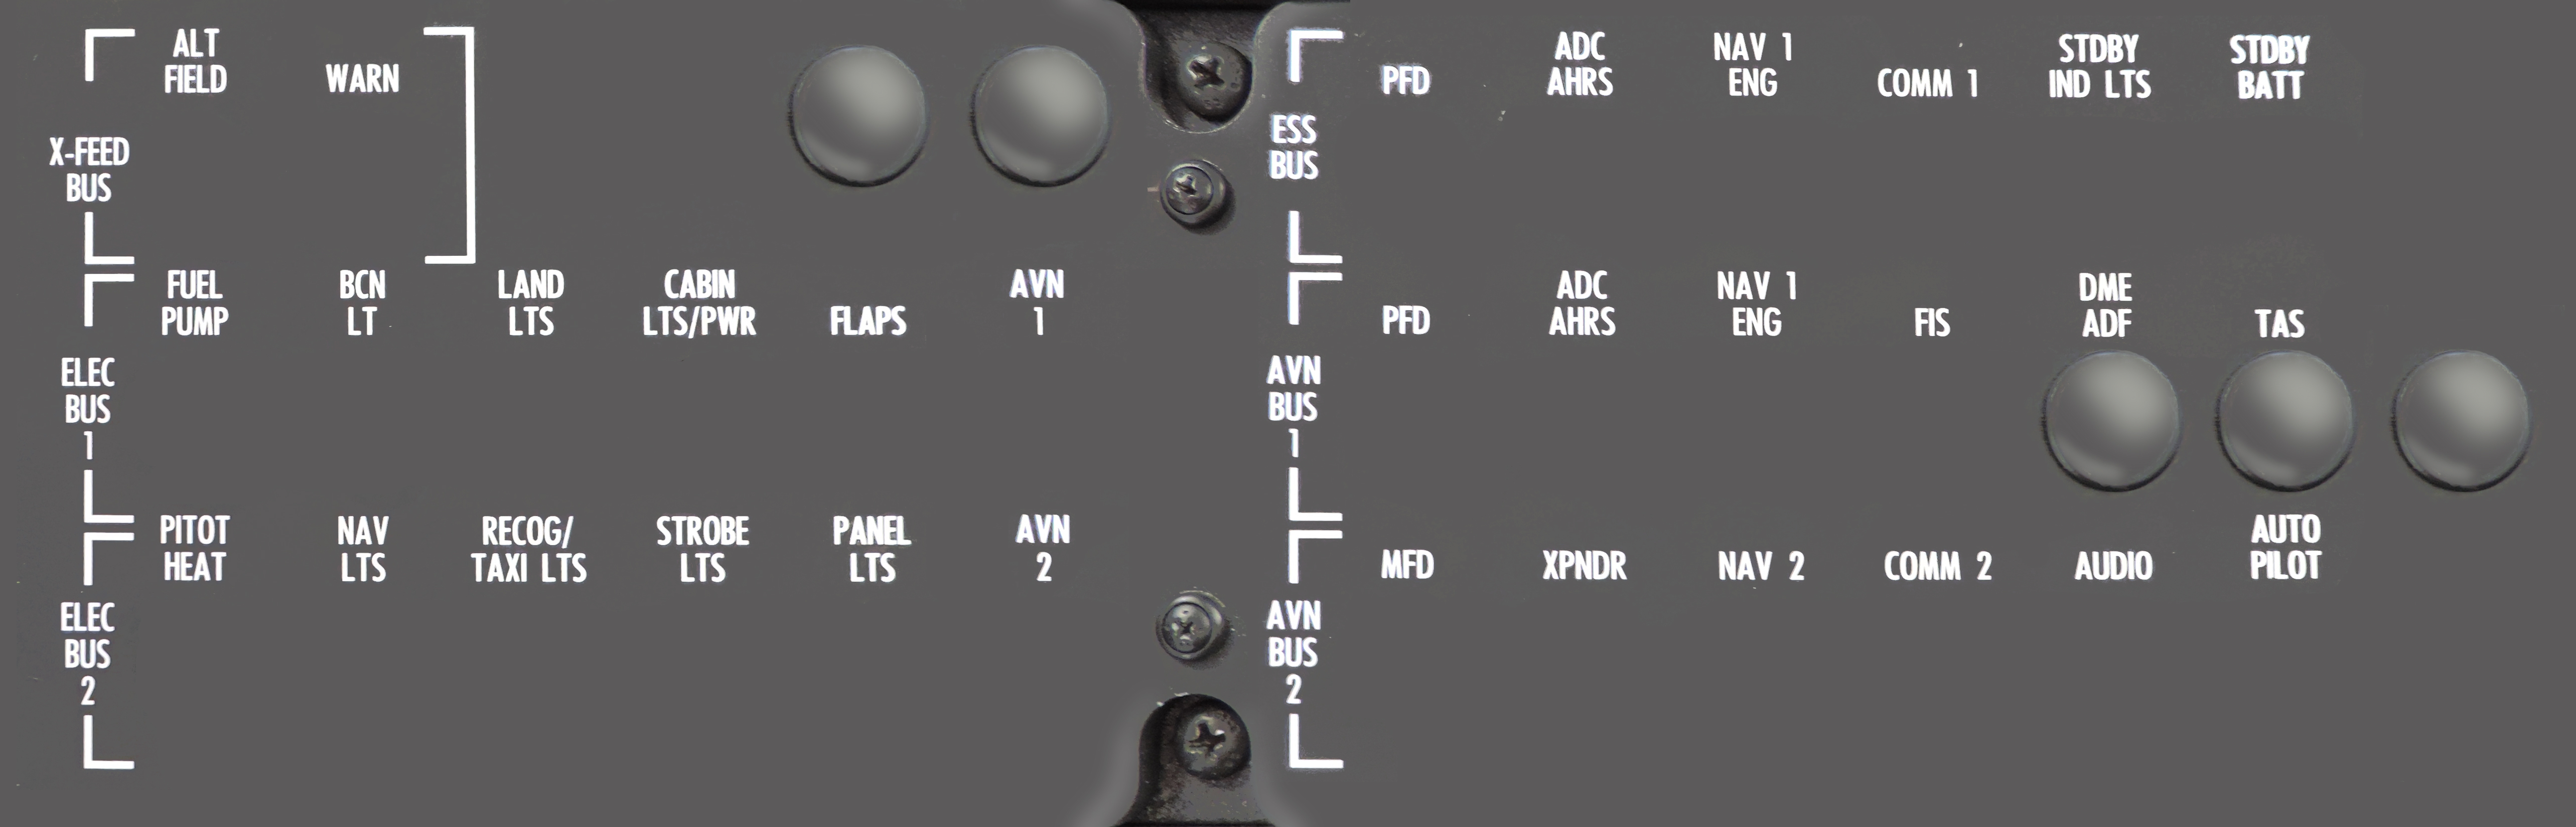 ALT
FIELD
WARN
X-FEED
BUS
FUEL
PUMP
BCN
LT
LAND
LTS
CABIN
LTS/PWR
FLAPS
AVN
1
ELEC
BUS
1
PITOT
HEAT
NAV
LTS
RECOG/
TAXI LTS
STROBE
LTS
PANEL
LTS
AVN
2
ELEC
BUS
2
PFD
ADC
AHRS
NAV 1
ENG
COMM 1
STDBY
IND LTS
STDBY
BATT
ESS
BUS
PFD
ADC
AHRS
NAV 1
ENG
FIS
DME
ADF
TAS
AVN
BUS
1
MFD
XPNDR
NAV 2
COMM 2
AUDIO
AUTO
PILOT
AVN
BUS
2